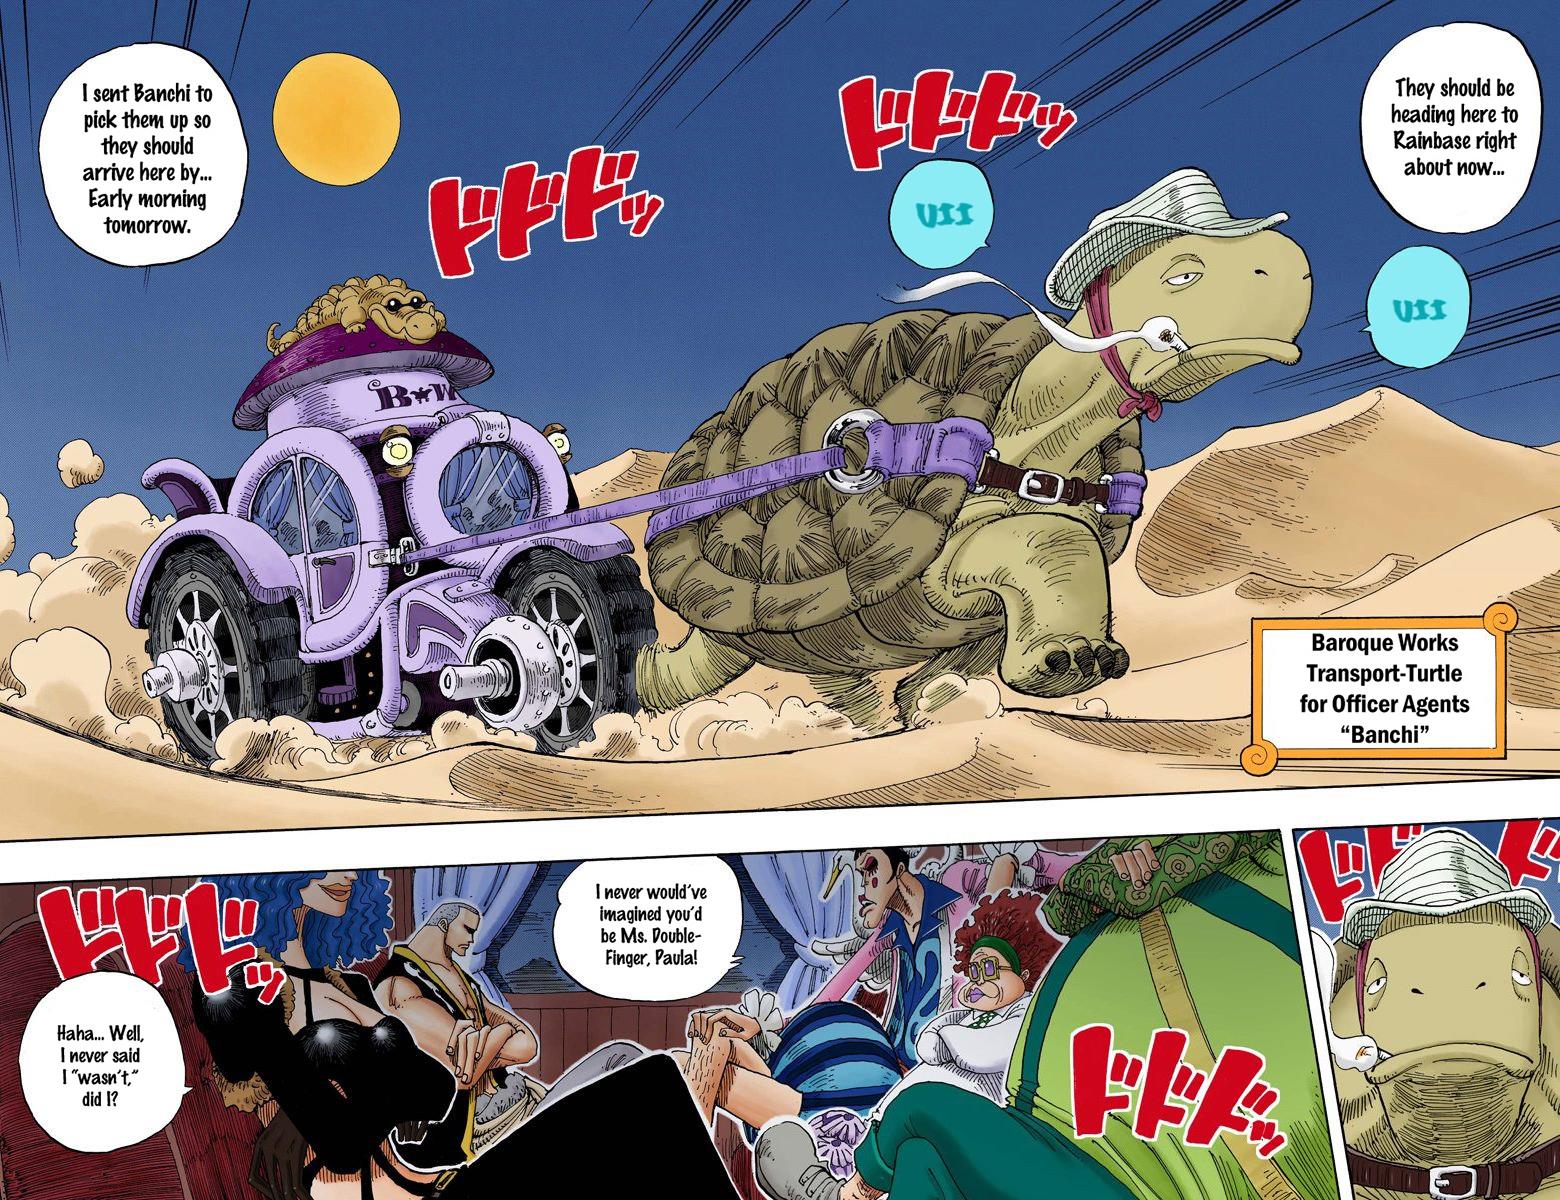 They should be
heading here to
Rainbase right
about now...
ドドドッ
UII
UII
ドドドッ
I sent Banchi to
pick them up so
they should
arrive here by...
Early morning
tomorrow.
B*W
Baroque Works
Transport-Turtle
for Officer Agents
“Banchi”
ドドド
ドドドッ
I never would’ve
imagined you’d
be Ms. Double-
Finger, Paula!
ドドドッ
Haha... Well,
I never said
I “wasn’t,”
did I?